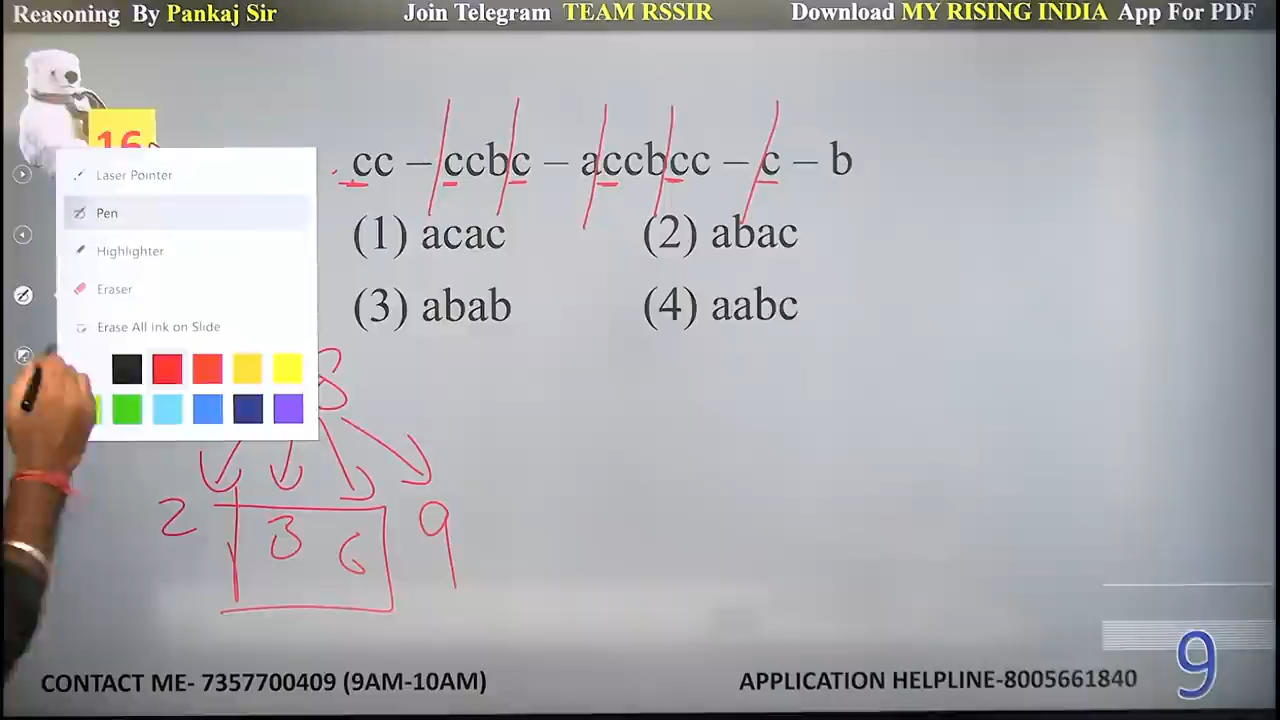 Reasoning By Pankaj Sir Join Telegram TEAM RSSIR Download MY RISING INDIA App For PDF
16
cc – ccbc – accbcc – c – b
(1) acac (2) abac
(3) abab (4) aabc
Laser Pointer
Pen
Highlighter
Eraser
Erase All Ink on Slide
8
2 3 6 9
9
CONTACT ME- 7357700409 (9AM-10AM) APPLICATION HELPLINE-8005661840